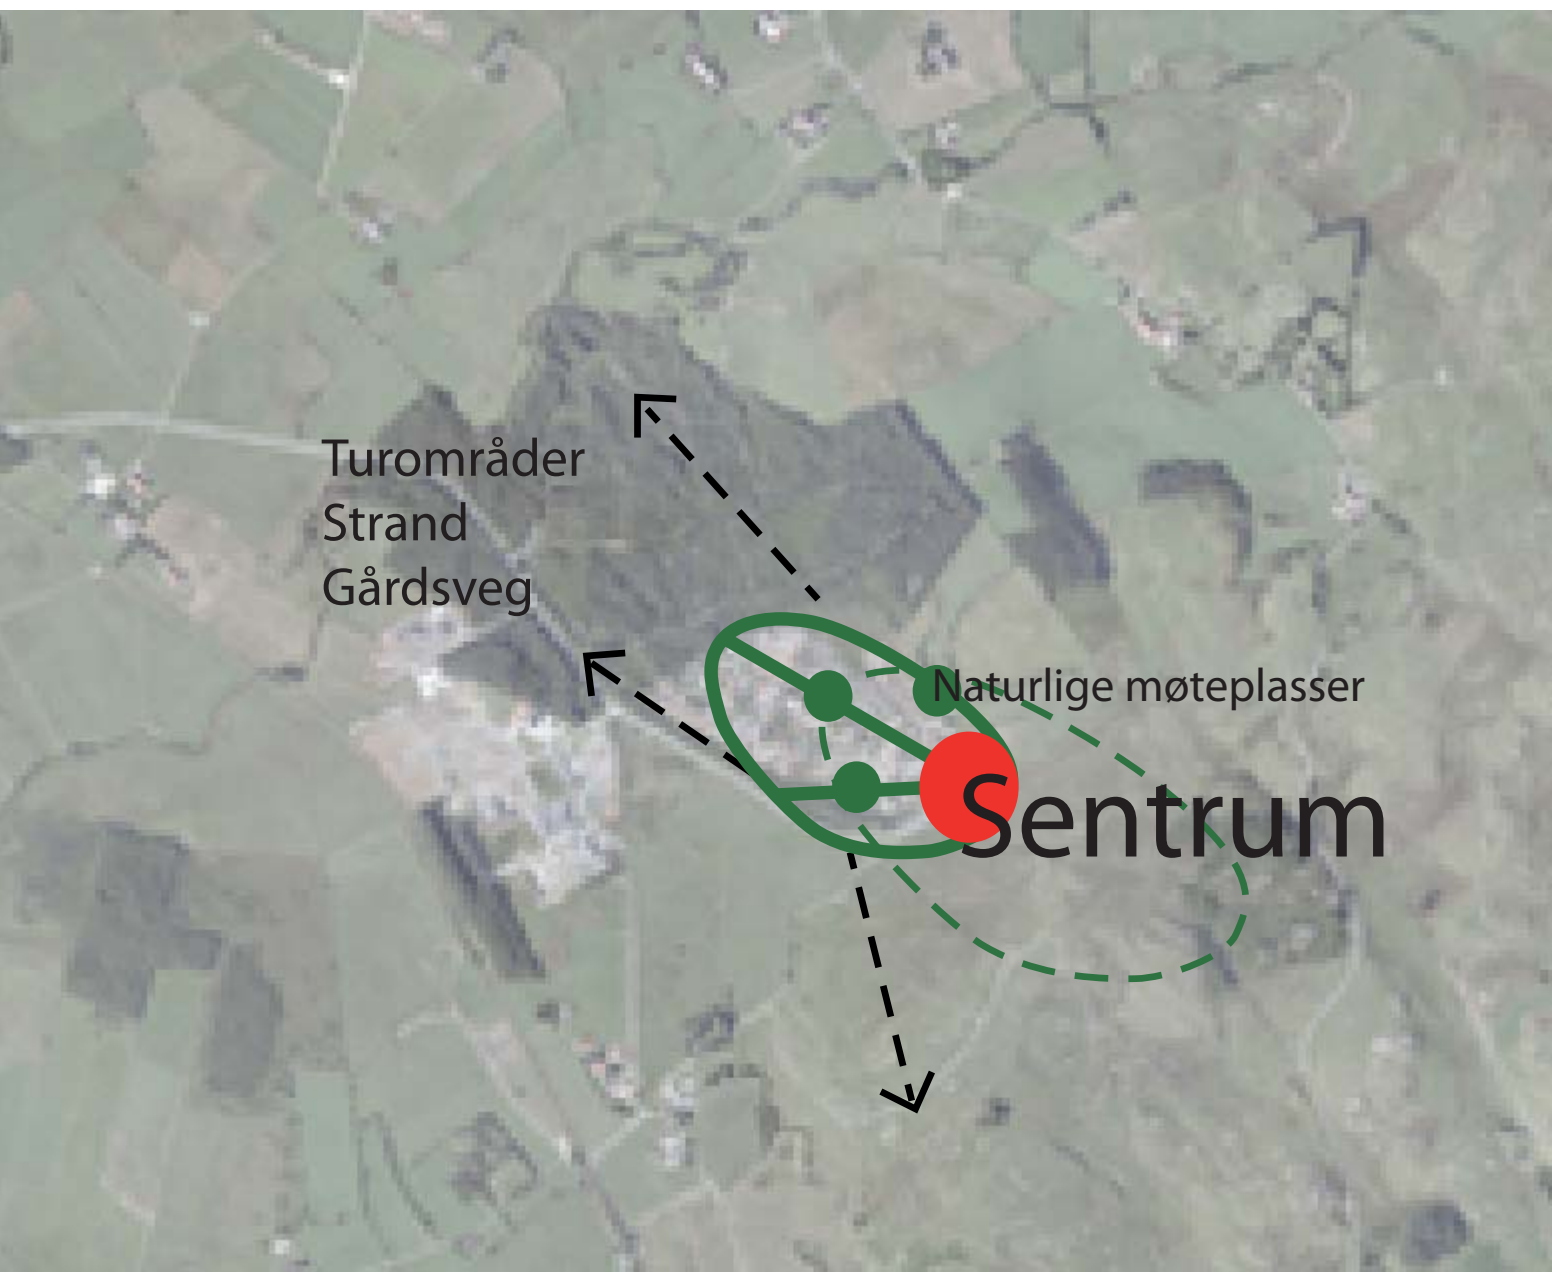 Turområder
Strand
Gårdsveg
Naturlige møteplasser
Sentrum